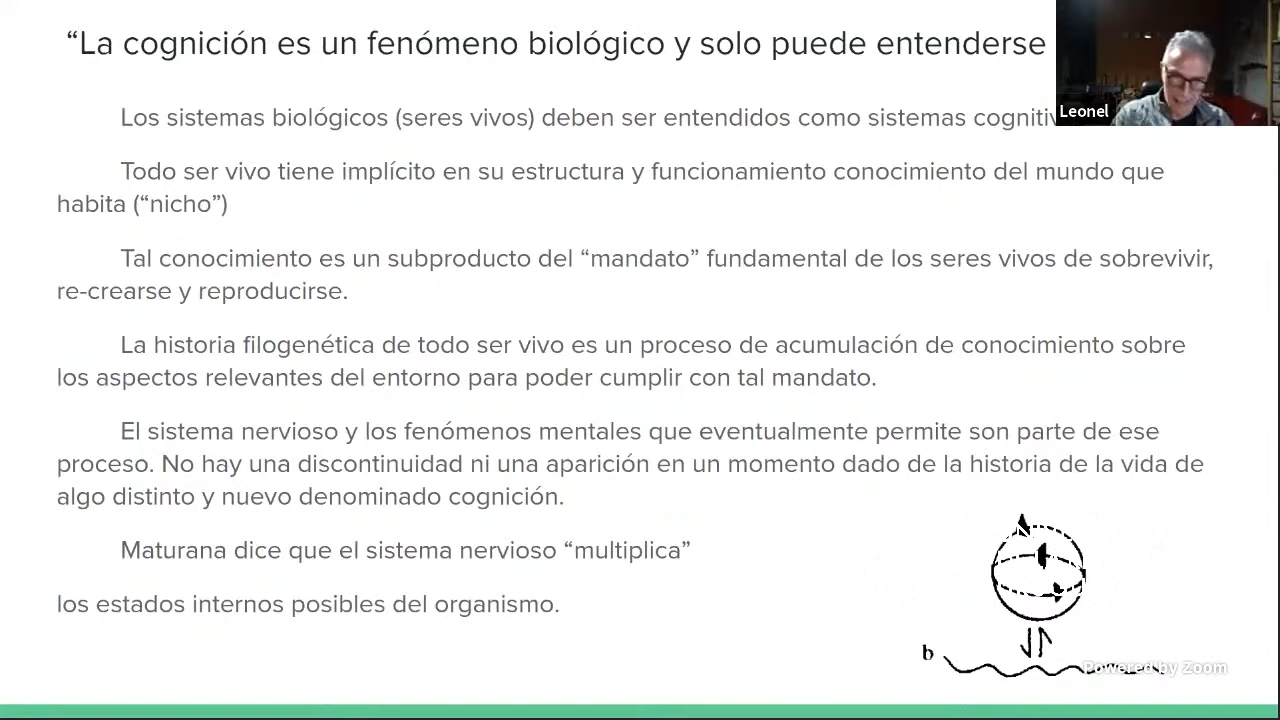 “La cognición es un fenómeno biológico y solo puede entenderse
Leonel
Los sistemas biológicos (seres vivos) deben ser entendidos como sistemas
Todo ser vivo tiene implícito en su estructura y funcionamiento conocimiento del mundo que
habita (“nicho”)
Tal conocimiento es un subproducto del “mandato” fundamental de los seres vivos de sobrevivir,
re-crearse y reproducirse.
La historia filogenética de todo ser vivo es un proceso de acumulación de conocimiento sobre
los aspectos relevantes del entorno para poder cumplir con tal mandato.
El sistema nervioso y los fenómenos mentales que eventualmente permite son parte de ese
proceso. No hay una discontinuidad ni una aparición en un momento dado de la historia de la vida de
algo distinto y nuevo denominado cognición.
Maturana dice que el sistema nervioso “multiplica”
los estados internos posibles del organismo.
b
Powered by Zoom